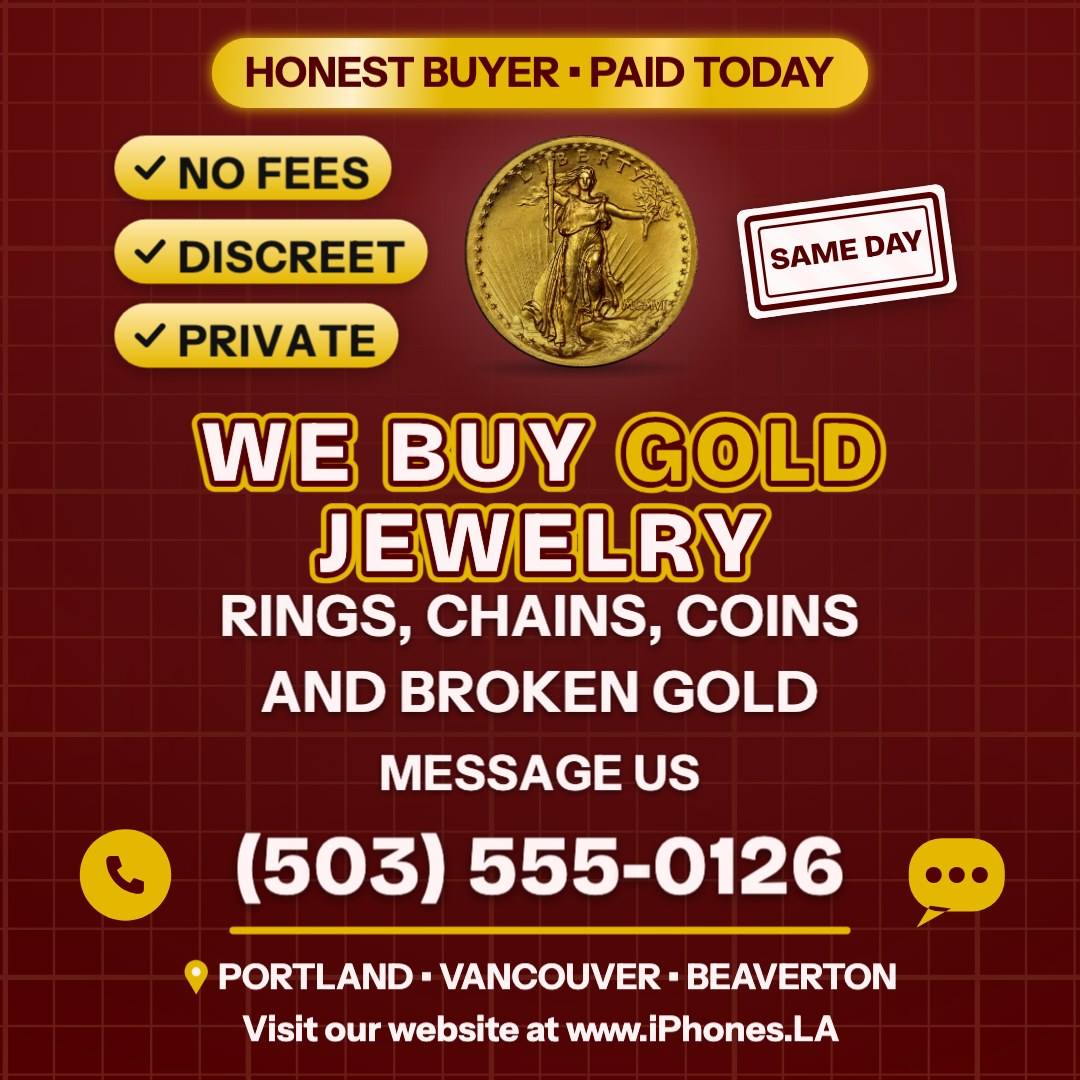 HONEST BUYER ▪ PAID TODAY
✓ NO FEES
✓ DISCREET
✓ PRIVATE
LIBERTY
SAME DAY
WE BUY GOLD
JEWELRY
RINGS, CHAINS, COINS
AND BROKEN GOLD
MESSAGE US
(503) 555-0126
PORTLAND ▪ VANCOUVER ▪ BEAVERTON
Visit our website at www.iPhones.LA